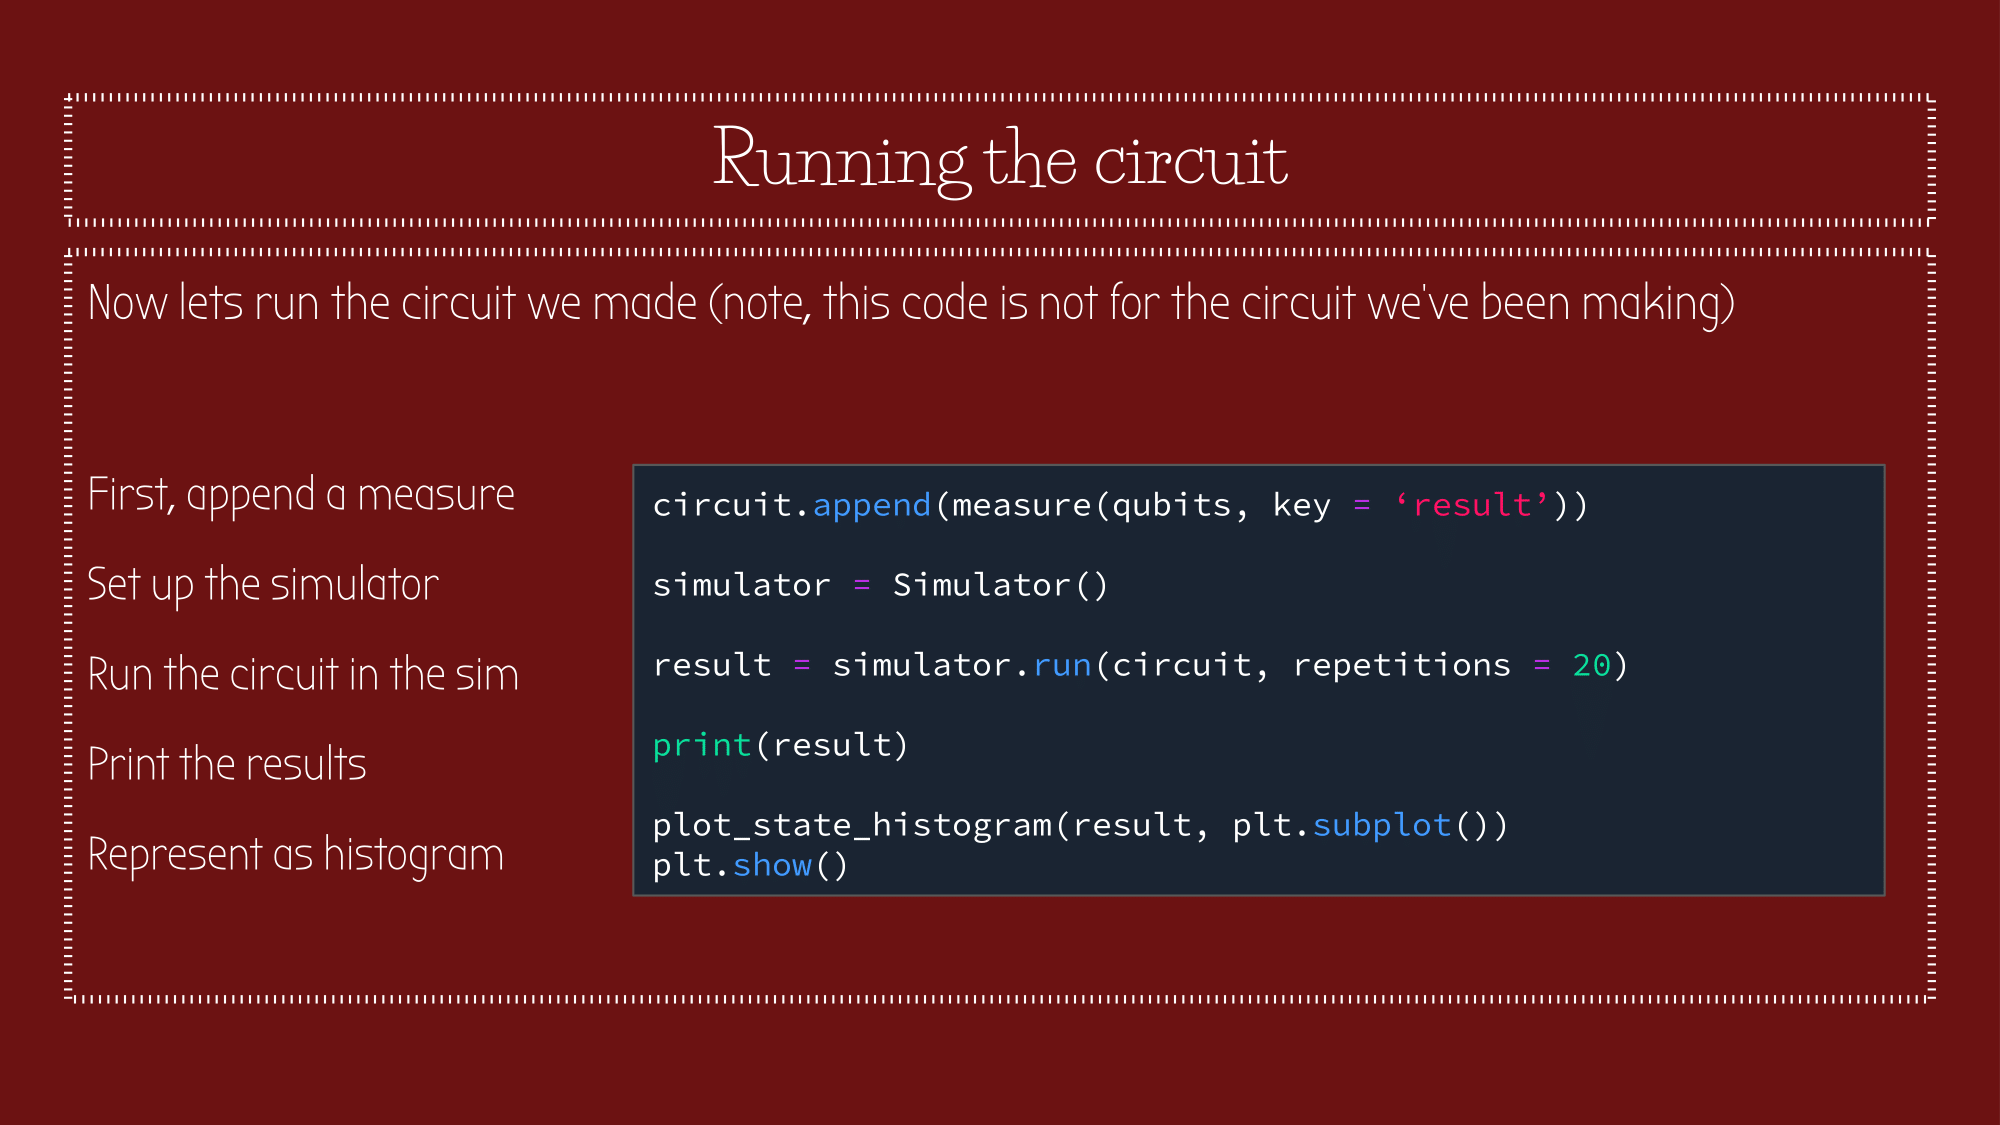 Running the circuit
Now lets run the circuit we made (note, this code is not for the circuit we've been making)
First, append a measure
Set up the simulator
Run the circuit in the sim
Print the results
Represent as histogram
circuit.append(measure(qubits, key = ‘result’))
simulator = Simulator()
result = simulator.run(circuit, repetitions = 20)
print(result)
plot_state_histogram(result, plt.subplot())
plt.show()